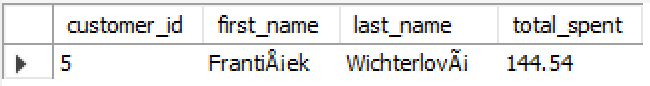 customer_id first_name last_name total_spent
5 FrantiÅiek WichterlovÃi 144.54